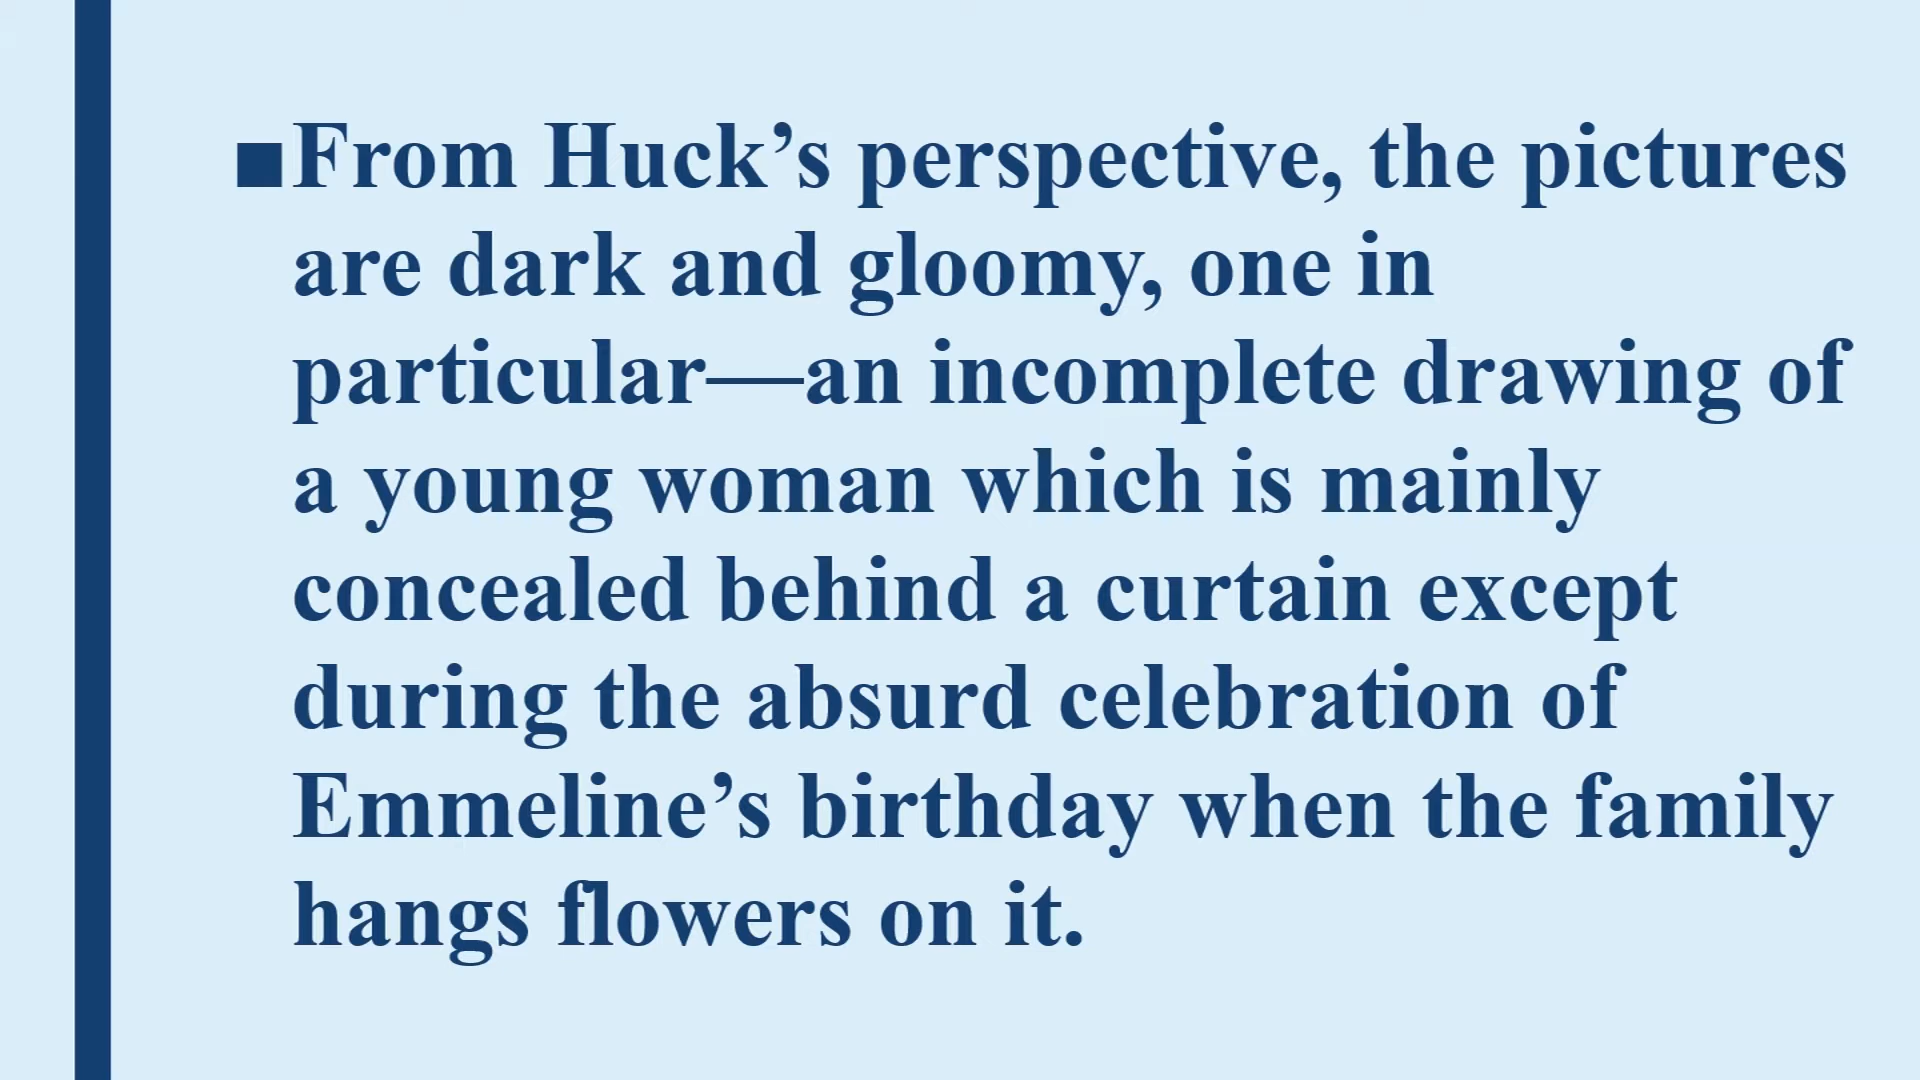 ■From Huck’s perspective, the pictures
are dark and gloomy, one in
particular—an incomplete drawing of
a young woman which is mainly
concealed behind a curtain except
during the absurd celebration of
Emmeline’s birthday when the family
hangs flowers on it.